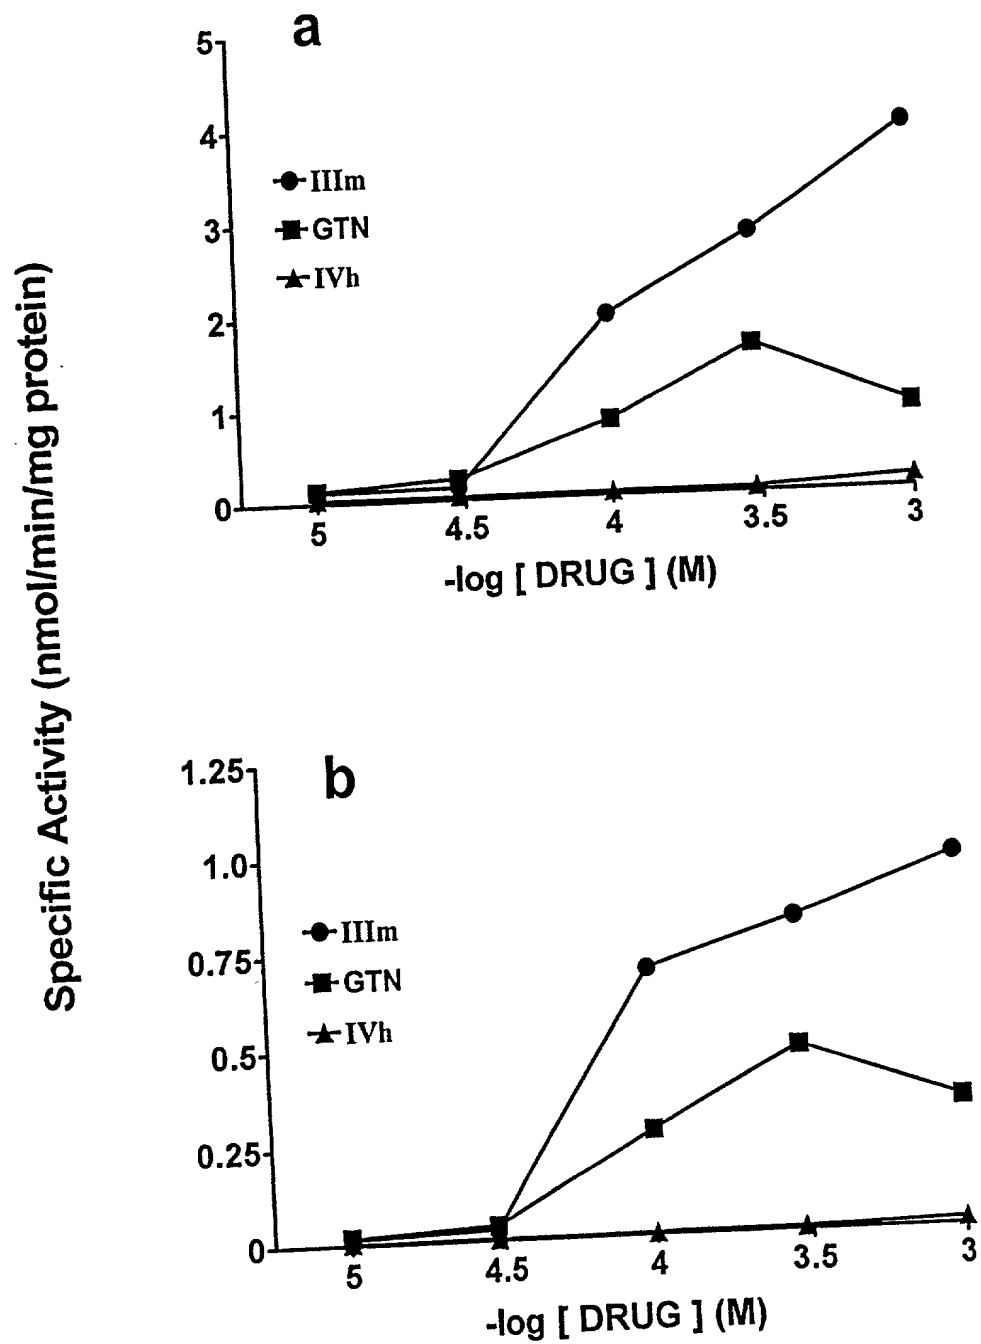 a
Specific Activity (nmol/min/mg protein)
5
4
3
2
1
0
IIIm
GTN
IVh
5 4.5 4 3.5 3
-log [ DRUG ] (M)
b
1.25
1.0
0.75
0.5
0.25
0
IIIm
GTN
IVh
5 4.5 4 3.5 3
-log [ DRUG ] (M)